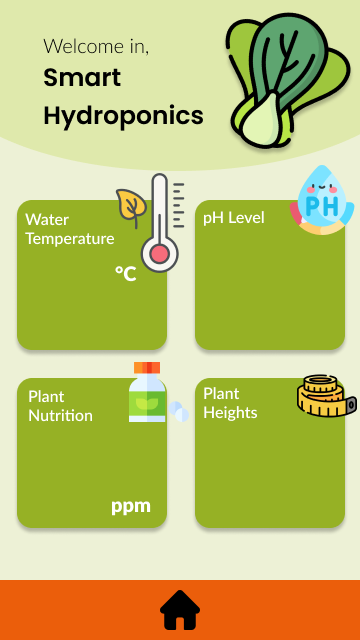 Welcome in,
Smart
Hydroponics
Water
Temperature
°C
pH Level
PH
Plant
Nutrition
ppm
Plant
Heights